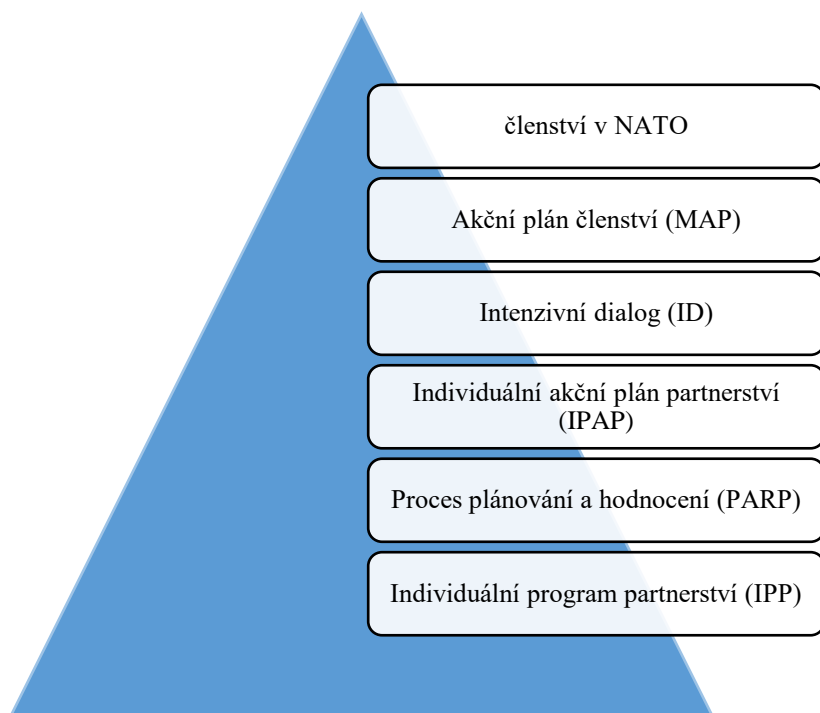 členství v NATO
Akční plán členství (MAP)
Intenzivní dialog (ID)
Individuální akční plán partnerství
(IPAP)
Proces plánování a hodnocení (PARP)
Individuální program partnerství (IPP)